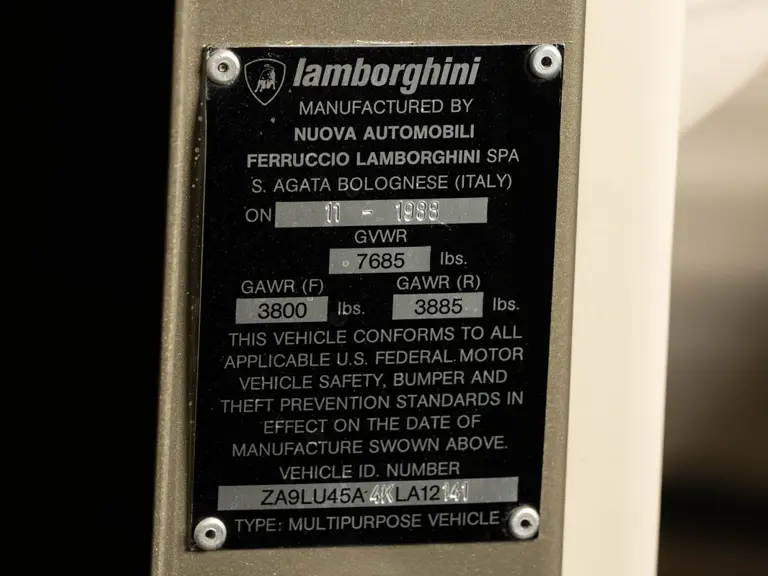 lamborghini
MANUFACTURED BY
NUOVA AUTOMOBILI
FERRUCCIO LAMBORGHINI SPA
S. AGATA BOLOGNESE (ITALY)
ON 11 - 1988
GVWR
7685 lbs.
GAWR (F) GAWR (R)
3800 lbs. 3885 lbs.
THIS VEHICLE CONFORMS TO ALL
APPLICABLE U.S. FEDERAL MOTOR
VEHICLE SAFETY, BUMPER AND
THEFT PREVENTION STANDARDS IN
EFFECT ON THE DATE OF
MANUFACTURE SWOWN ABOVE.
VEHICLE ID. NUMBER
ZA9LU45A4KLA12141
TYPE: MULTIPURPOSE VEHICLE